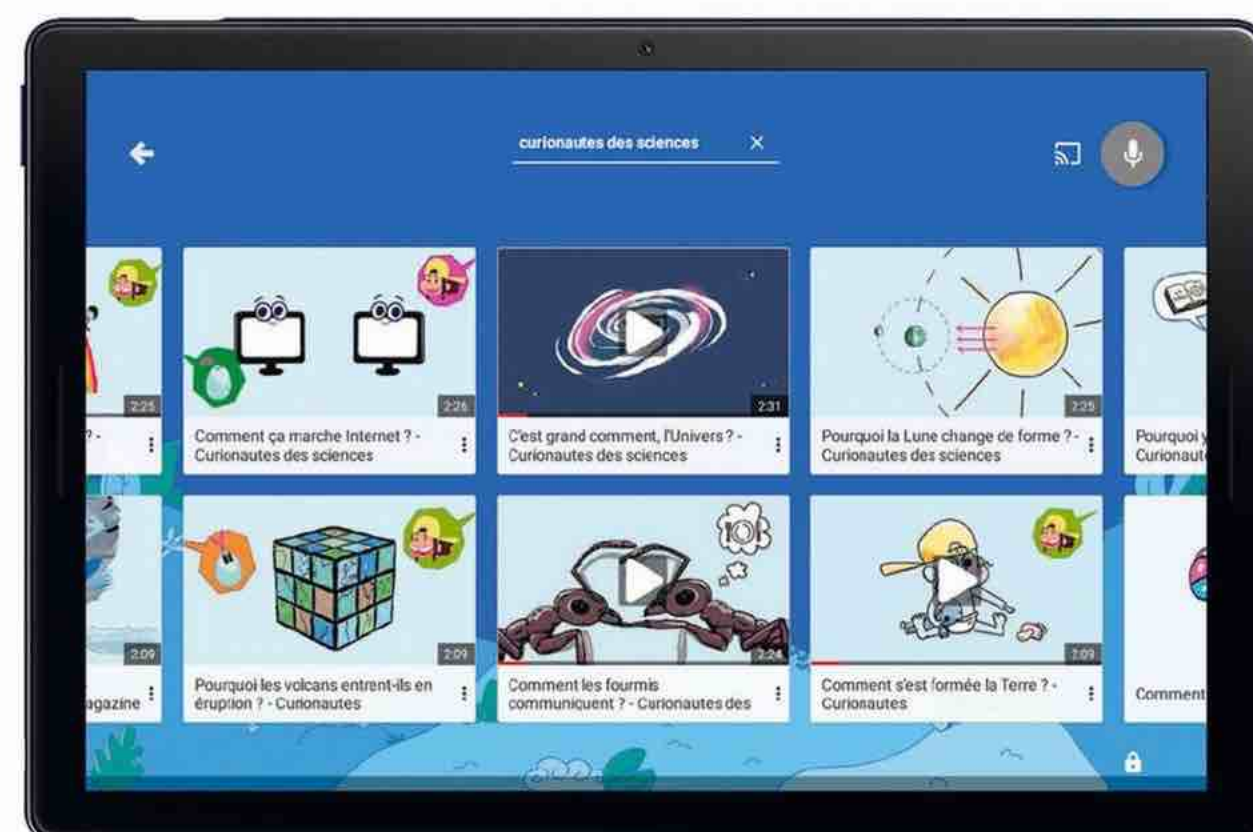 curionautes des sciences
2:25
2:26
2:31
2:25
? -
Comment ça marche Internet ? -
Curionautes des sciences
C'est grand comment, l'Univers ? -
Curionautes des sciences
Pourquoi la Lune change de forme ? -
Curionautes des sciences
Pourquoi y
Curionaut
2:09
2:09
2:24
2:09
agazine
Pourquoi les volcans entrent-ils en
éruption ? - Curionautes
Comment les fourmis
communiquent ? - Curionautes des
Comment s'est formée la Terre ? -
Curionautes
Comment